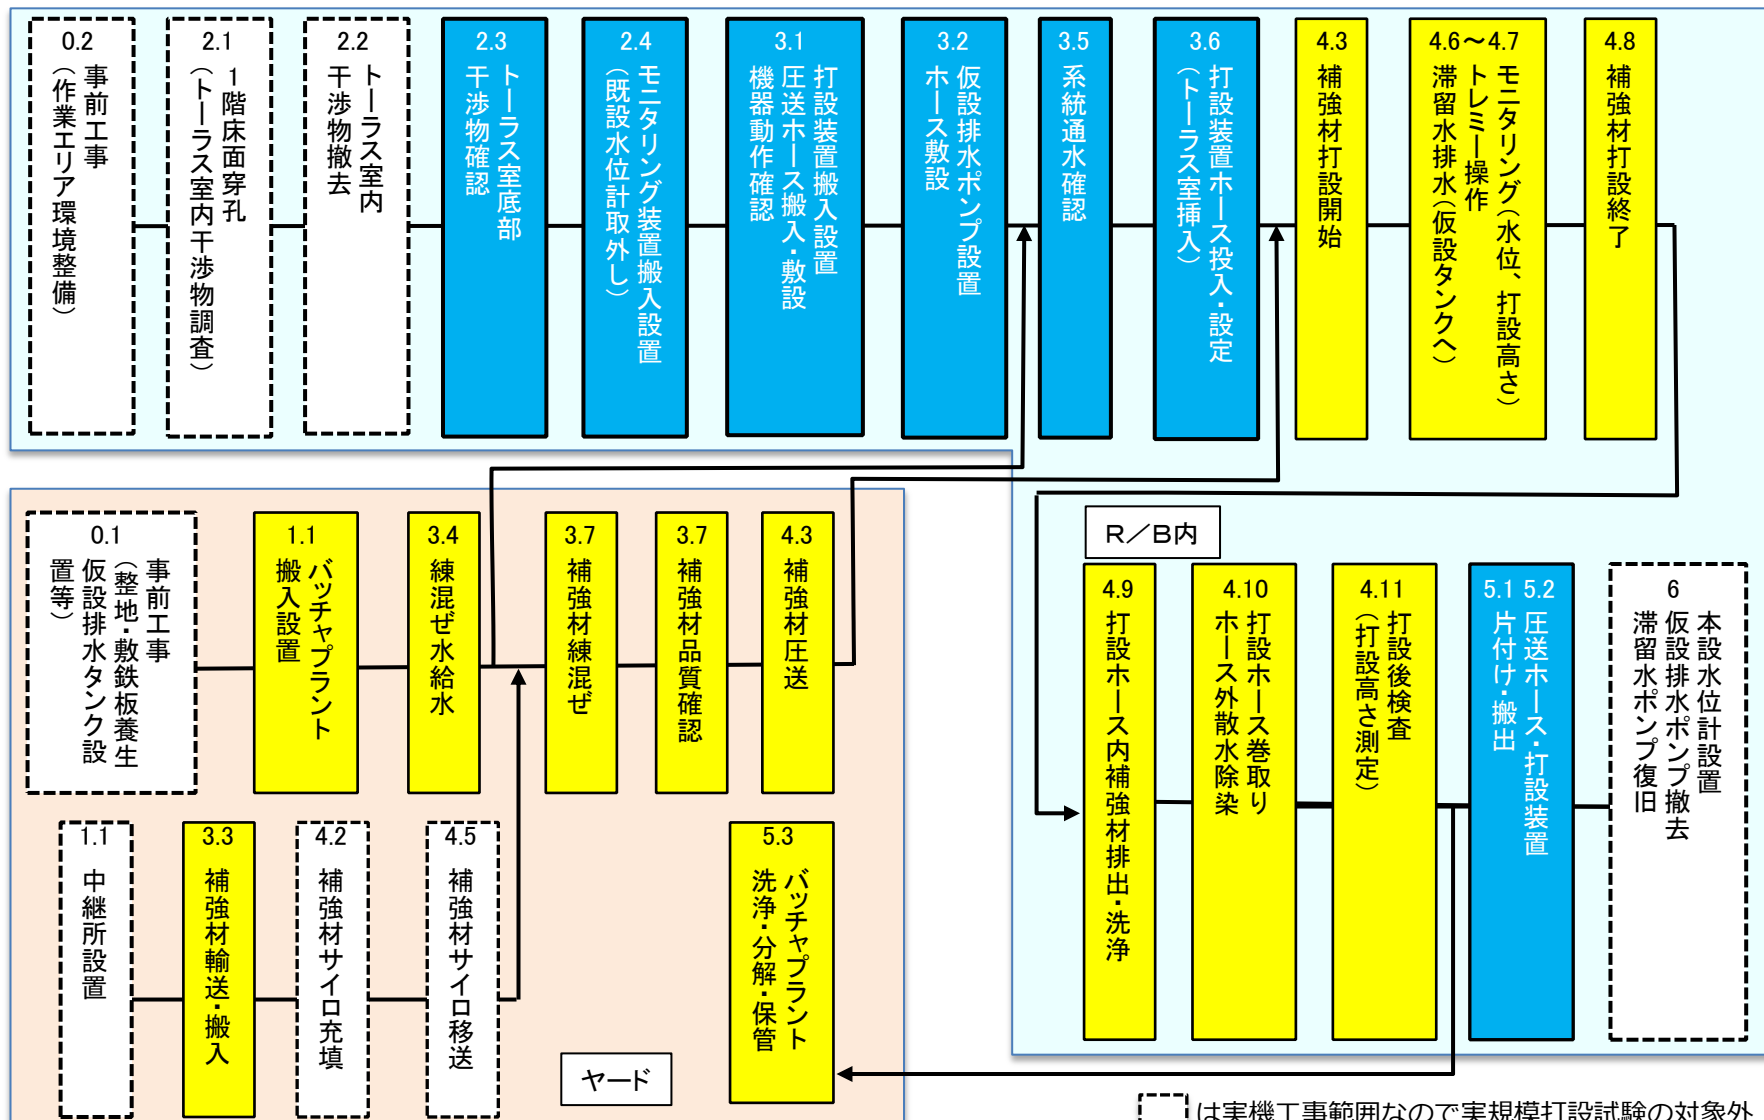 0.2
事前工事
（作業エリア環境整備）
2.1
１階床面穿孔
（トーラス室内干渉物調査）
2.2
トーラス室内
干渉物撤去
2.3
トーラス室底部
干渉物確認
2.4
モニタリング装置搬入設置
（既設水位計取外し）
3.1
打設装置搬入設置
圧送ホース搬入・敷設
機器動作確認
3.2
仮設排水ポンプ設置
ホース敷設
3.5
系統通水確認
3.6
打設装置ホース投入・設定
（トーラス室挿入）
4.3
補強材打設開始
4.6～4.7
モニタリング（水位、打設高さ）
トレミー操作
滞留水排水（仮設タンクへ）
4.8
補強材打設終了
0.1
事前工事
（整地・敷鉄板養生
仮設排水タンク設
置等）
1.1
バッチャプラント
搬入設置
3.4
練混ぜ水給水
3.7
補強材練混ぜ
3.7
補強材品質確認
4.3
補強材圧送
R／B内
4.9
打設ホース内補強材排出・洗浄
4.10
打設ホース巻取り
ホース外散水除染
4.11
打設後検査
（打設高さ測定）
5.1 5.2
圧送ホース・打設装置
片付け・搬出
6
本設水位計設置
仮設排水ポンプ撤去
滞留水ポンプ復旧
1.1
中継所設置
3.3
補強材輸送・搬入
4.2
補強材サイロ充填
4.5
補強材サイロ移送
5.3
バッチャプラント
洗浄・分解・保管
ヤード
は実機工事範囲なので実規模打設試験の対象外